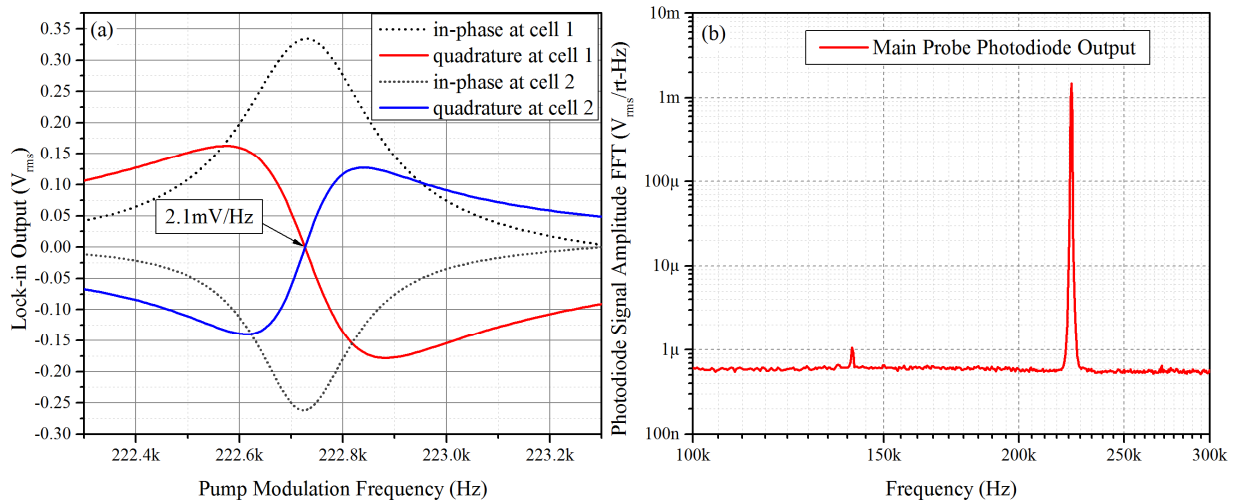 (a)
in-phase at cell 1
quadrature at cell 1
in-phase at cell 2
quadrature at cell 2
2.1mV/Hz
0.35
0.30
0.25
0.20
0.15
0.10
0.05
0.00
-0.05
-0.10
-0.15
-0.20
-0.25
-0.30
Lock-in Output (Vrms)
222.4k 222.6k 222.8k 223.0k 223.2k
Pump Modulation Frequency (Hz)
(b)
Main Probe Photodiode Output
10m
1m
100μ
10μ
1μ
100n
Photodiode Signal Amplitude FFT (Vrms/rt-Hz)
100k 150k 200k 250k 300k
Frequency (Hz)